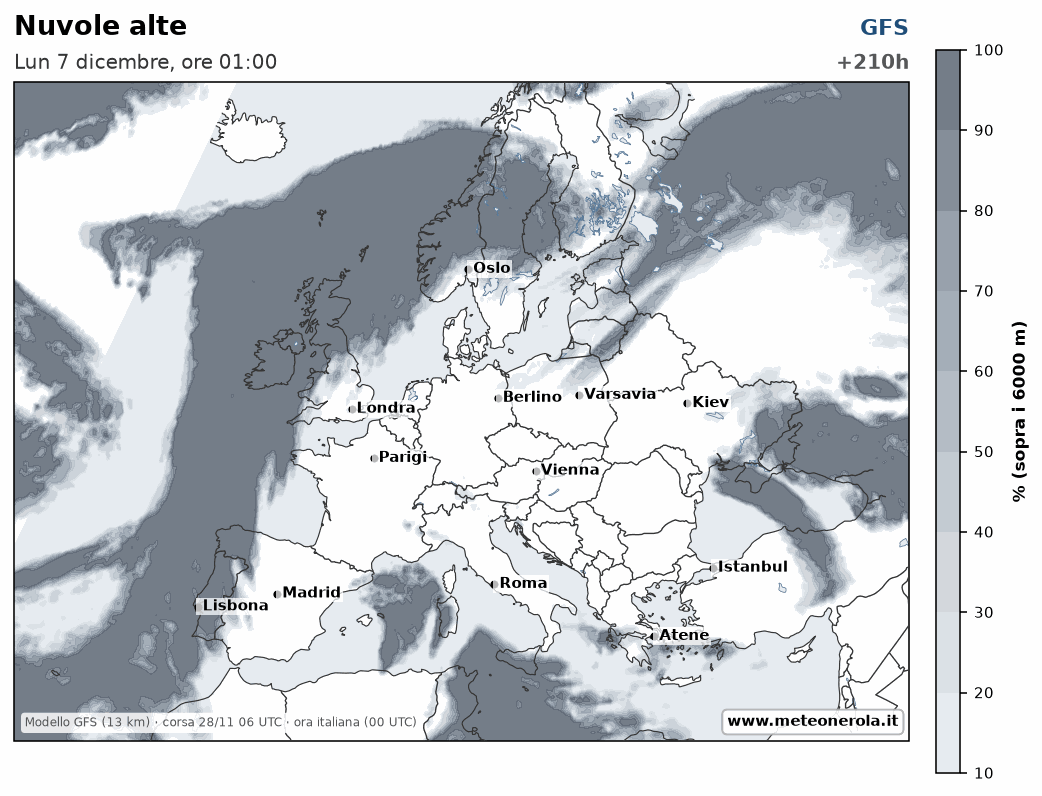 Nuvole alte
GFS
Lun 7 dicembre, ore 01:00
+210h
100
90
80
70
60
50
40
30
20
10
% (sopra i 6000 m)
Oslo
Berlino
Varsavia
Kiev
Londra
Parigi
Vienna
Istanbul
Roma
Madrid
Lisbona
Atene
Modello GFS (13 km) · corsa 28/11 06 UTC · ora italiana (00 UTC)
www.meteonerola.it